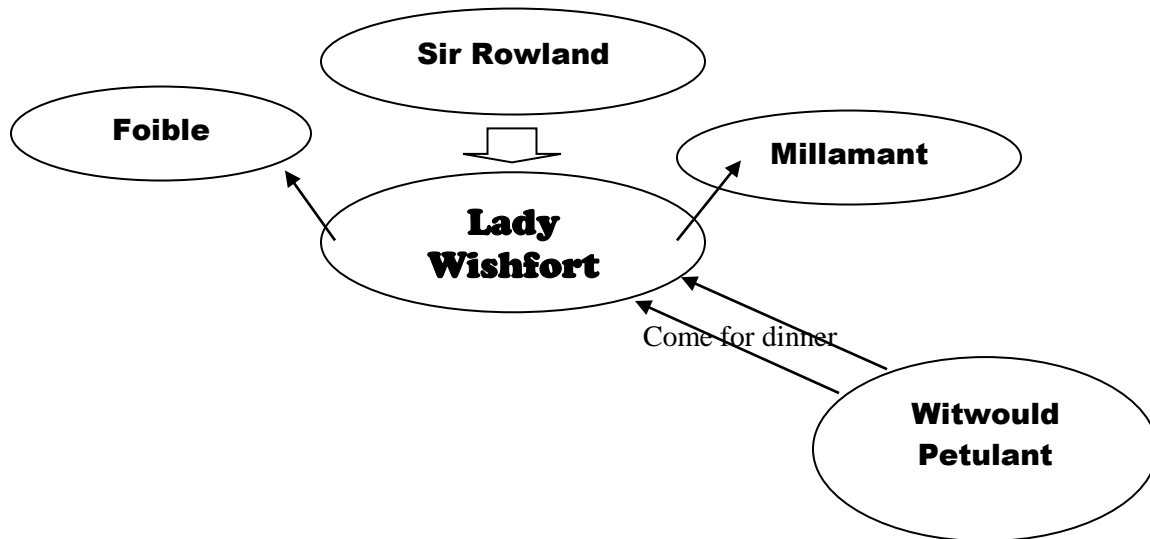 Sir Rowland
Foible
Millamant
Lady
Wishfort
Come for dinner
Witwould
Petulant